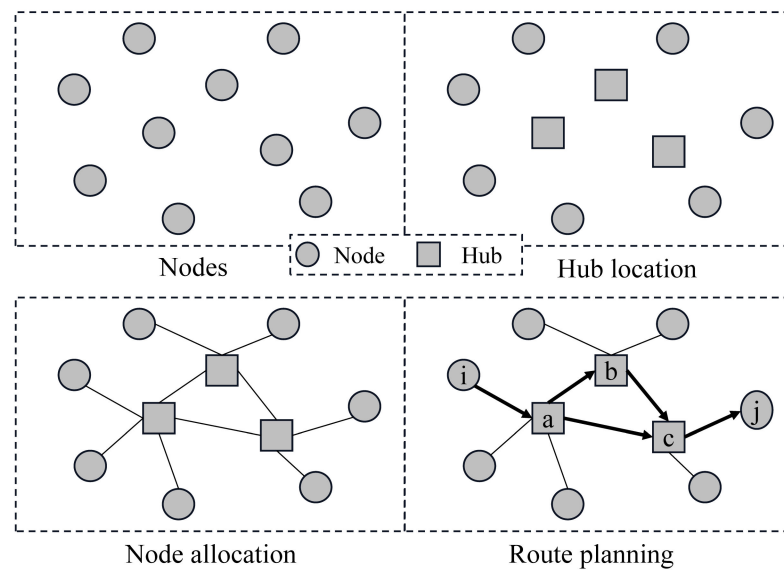 Nodes
Node
Hub
Hub location
i
a
b
c
j
Node allocation
Route planning